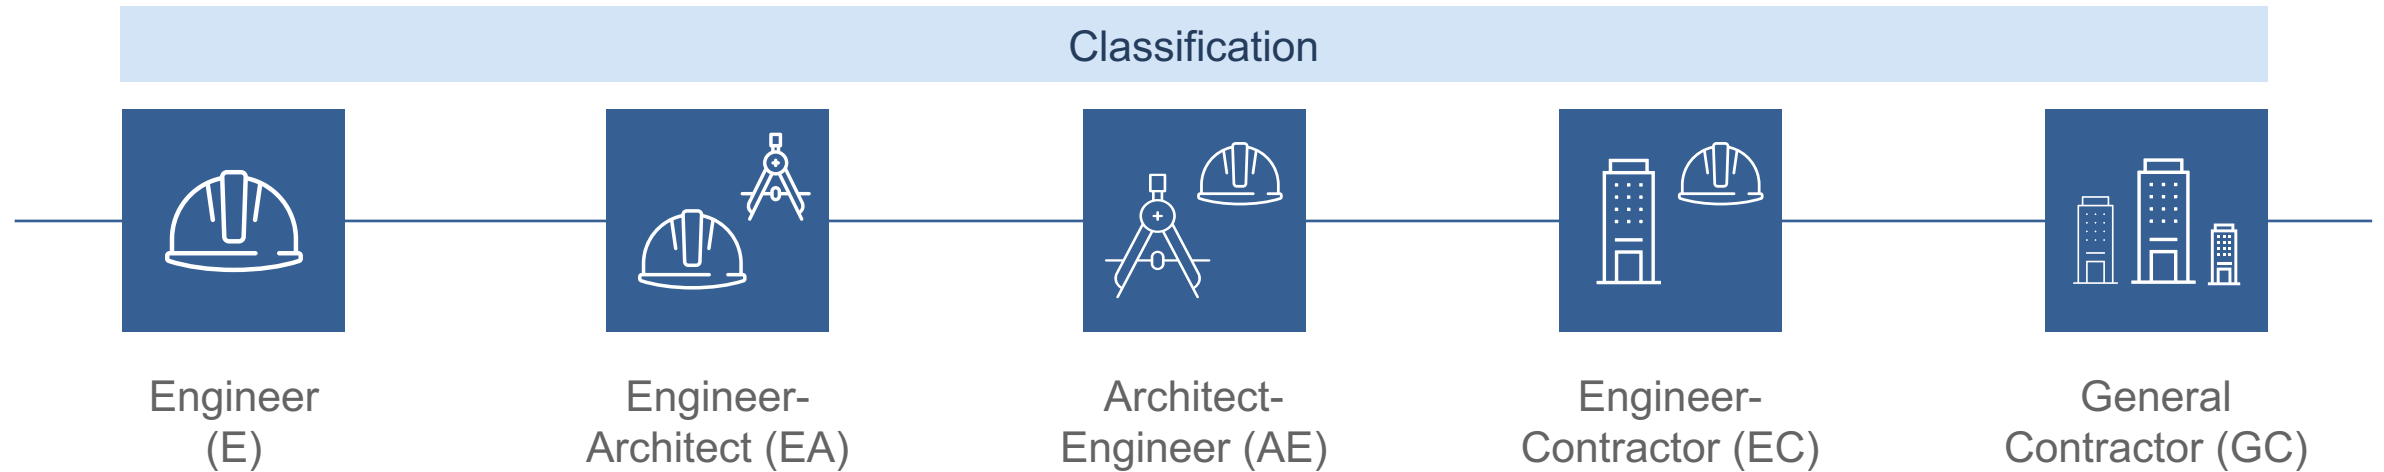 Classification
Engineer
(E)
Engineer-
Architect (EA)
Architect-
Engineer (AE)
Engineer-
Contractor (EC)
General
Contractor (GC)